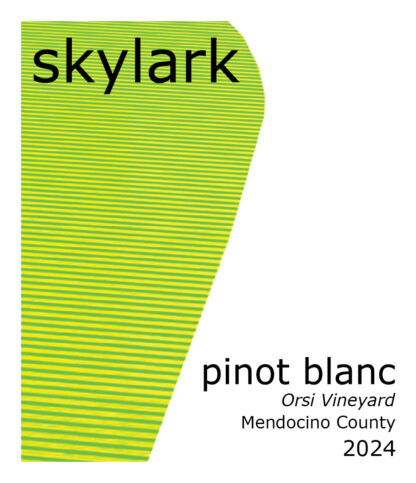 skylark
pinot blanc
Orsi Vineyard
Mendocino County
2024